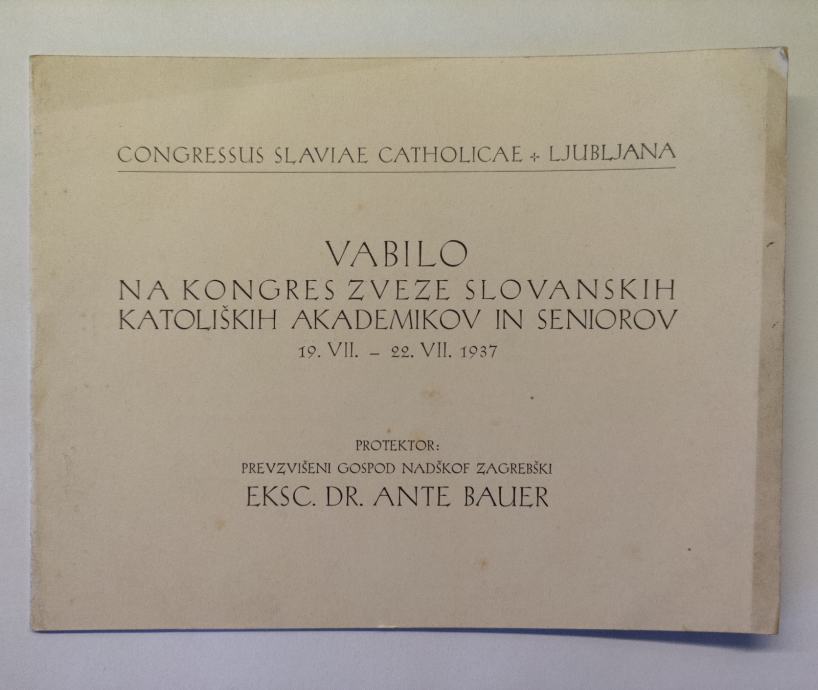 CONGRESSUS SLAVIAE CATHOLICAE ✣ LJUBLJANA
VABILO
NA KONGRES ZVEZE SLOVANSKIH
KATOLIŠKIH AKADEMIKOV IN SENIOROV
19. VII. – 22. VII. 1937
PROTEKTOR:
PREVZVIŠENI GOSPOD NADŠKOF ZAGREBŠKI
EKSC. DR. ANTE BAUER